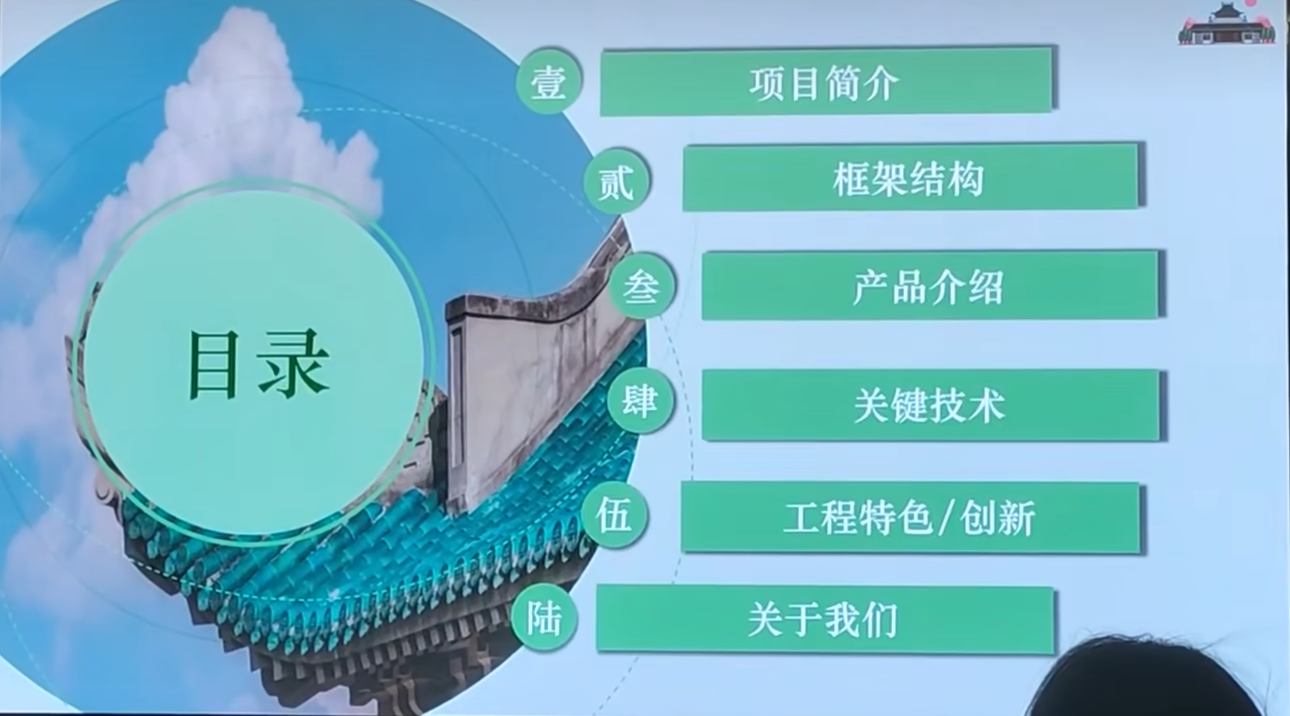 目录
壹 项目简介
贰 框架结构
叁 产品介绍
肆 关键技术
伍 工程特色/创新
陆 关于我们